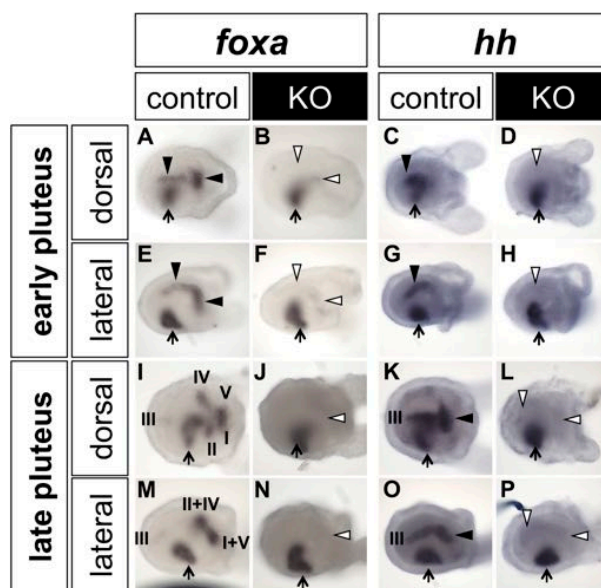 foxa hh
control KO control KO
early pluteus
dorsal
A B C D
lateral
E F G H
late pluteus
dorsal
I J K L
IV
V
III
I
II
III
lateral
M N O P
II+IV
III
I+V
III